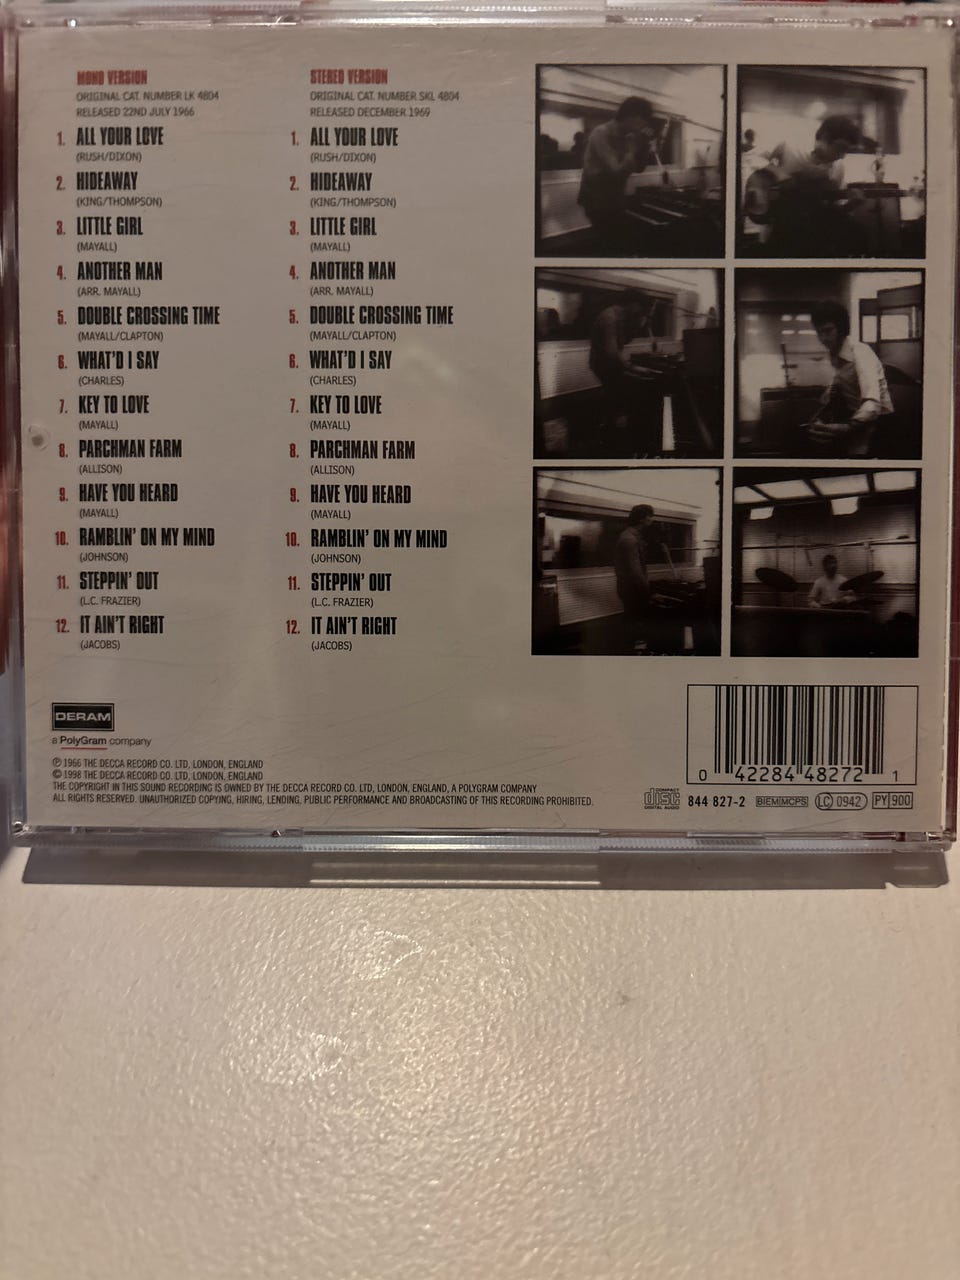 MONO VERSION
ORIGINAL CAT. NUMBER LK 4804
RELEASED 22ND JULY 1966
1. ALL YOUR LOVE
(RUSH/DIXON)
2. HIDEAWAY
(KING/THOMPSON)
3. LITTLE GIRL
(MAYALL)
4. ANOTHER MAN
(ARR. MAYALL)
5. DOUBLE CROSSING TIME
(MAYALL/CLAPTON)
6. WHAT'D I SAY
(CHARLES)
7. KEY TO LOVE
(MAYALL)
8. PARCHMAN FARM
(ALLISON)
9. HAVE YOU HEARD
(MAYALL)
10. RAMBLIN' ON MY MIND
(JOHNSON)
11. STEPPIN' OUT
(L.C. FRAZIER)
12. IT AIN'T RIGHT
(JACOBS)
STEREO VERSION
ORIGINAL CAT. NUMBER SKL 4804
RELEASED DECEMBER 1969
1. ALL YOUR LOVE
(RUSH/DIXON)
2. HIDEAWAY
(KING/THOMPSON)
3. LITTLE GIRL
(MAYALL)
4. ANOTHER MAN
(ARR. MAYALL)
5. DOUBLE CROSSING TIME
(MAYALL/CLAPTON)
6. WHAT'D I SAY
(CHARLES)
7. KEY TO LOVE
(MAYALL)
8. PARCHMAN FARM
(ALLISON)
9. HAVE YOU HEARD
(MAYALL)
10. RAMBLIN' ON MY MIND
(JOHNSON)
11. STEPPIN' OUT
(L.C. FRAZIER)
12. IT AIN'T RIGHT
(JACOBS)
DERAM
a PolyGram company
℗ 1966 THE DECCA RECORD CO. LTD, LONDON, ENGLAND
© 1998 THE DECCA RECORD CO. LTD, LONDON, ENGLAND
THE COPYRIGHT IN THIS SOUND RECORDING IS OWNED BY THE DECCA RECORD CO. LTD, LONDON, ENGLAND, A POLYGRAM COMPANY
ALL RIGHTS RESERVED. UNAUTHORIZED COPYING, HIRING, LENDING, PUBLIC PERFORMANCE AND BROADCASTING OF THIS RECORDING PROHIBITED.
0 42284 48272 1
COMPACT
disc
DIGITAL AUDIO
844 827-2 BIEM/MCPS LC 0942 PY 900